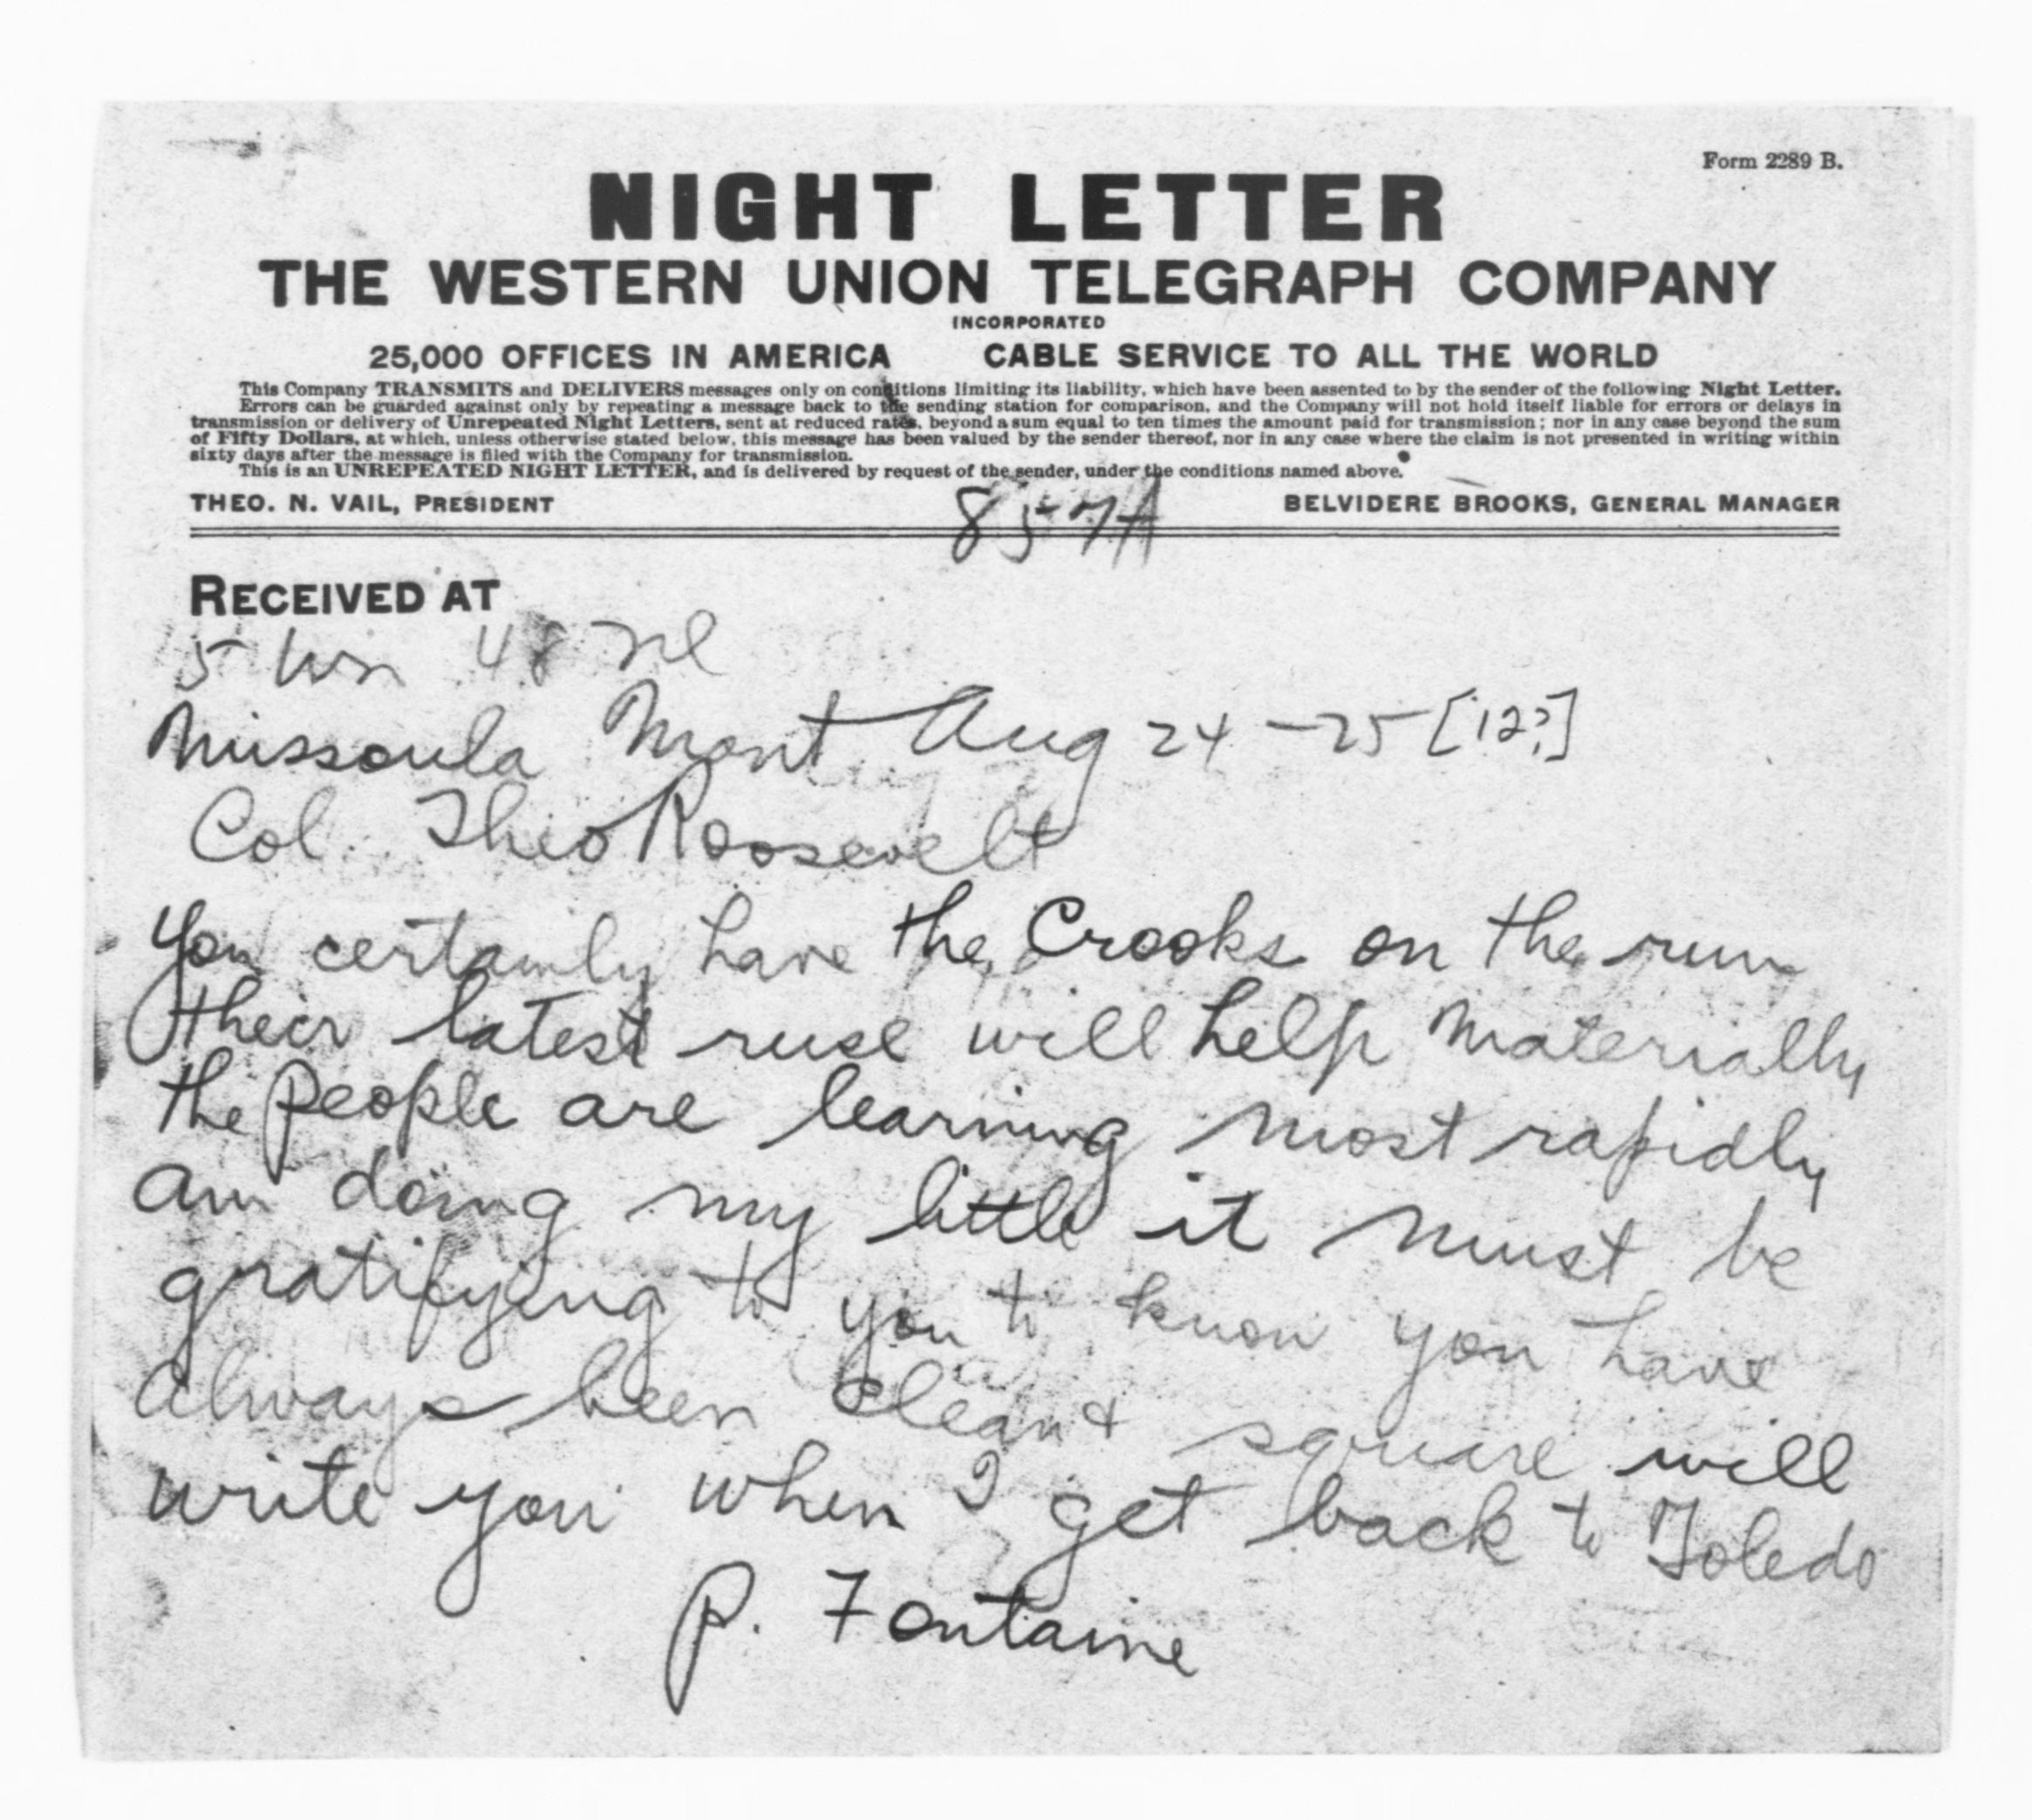 Form 2289 B.
NIGHT LETTER
THE WESTERN UNION TELEGRAPH COMPANY
INCORPORATED
25,000 OFFICES IN AMERICA CABLE SERVICE TO ALL THE WORLD
This Company TRANSMITS and DELIVERS messages only on conditions limiting its liability, which have been assented to by the sender of the following Night Letter.
Errors can be guarded against only by repeating a message back to the sending station for comparison, and the Company will not hold itself liable for errors or delays in
transmission or delivery of Unrepeated Night Letters, sent at reduced rates, beyond a sum equal to ten times the amount paid for transmission; nor in any case beyond the sum
of Fifty Dollars, at which, unless otherwise stated below, this message has been valued by the sender thereof, nor in any case where the claim is not presented in writing within
sixty days after the message is filed with the Company for transmission.
This is an UNREPEATED NIGHT LETTER, and is delivered by request of the sender, under the conditions named above.
THEO. N. VAIL, PRESIDENT BELVIDERE BROOKS, GENERAL MANAGER
857A
RECEIVED AT
5 48 nl
Missoula Mont Aug 24-25 [12?]
Col. Theo Roosevelt
You certainly have the Crooks on the run
their latest ruse will help materially
the people are learning most rapidly
am doing my little it must be
gratifying to you to know you have
always been clean & square will
write you when I get back to Toledo
P. Fontaine